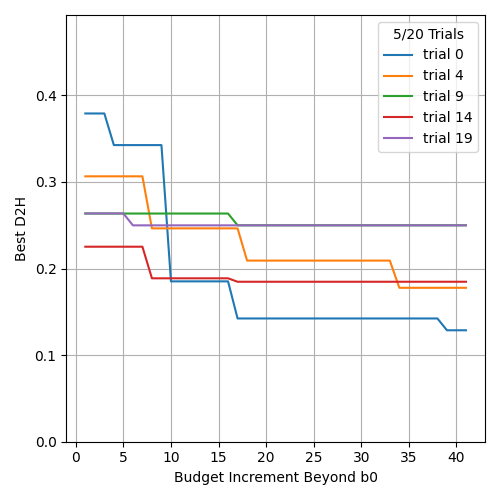 5/20 Trials
trial 0
trial 4
trial 9
trial 14
trial 19
Best D2H
0.4
0.3
0.2
0.1
0.0
0 5 10 15 20 25 30 35 40
Budget Increment Beyond b0